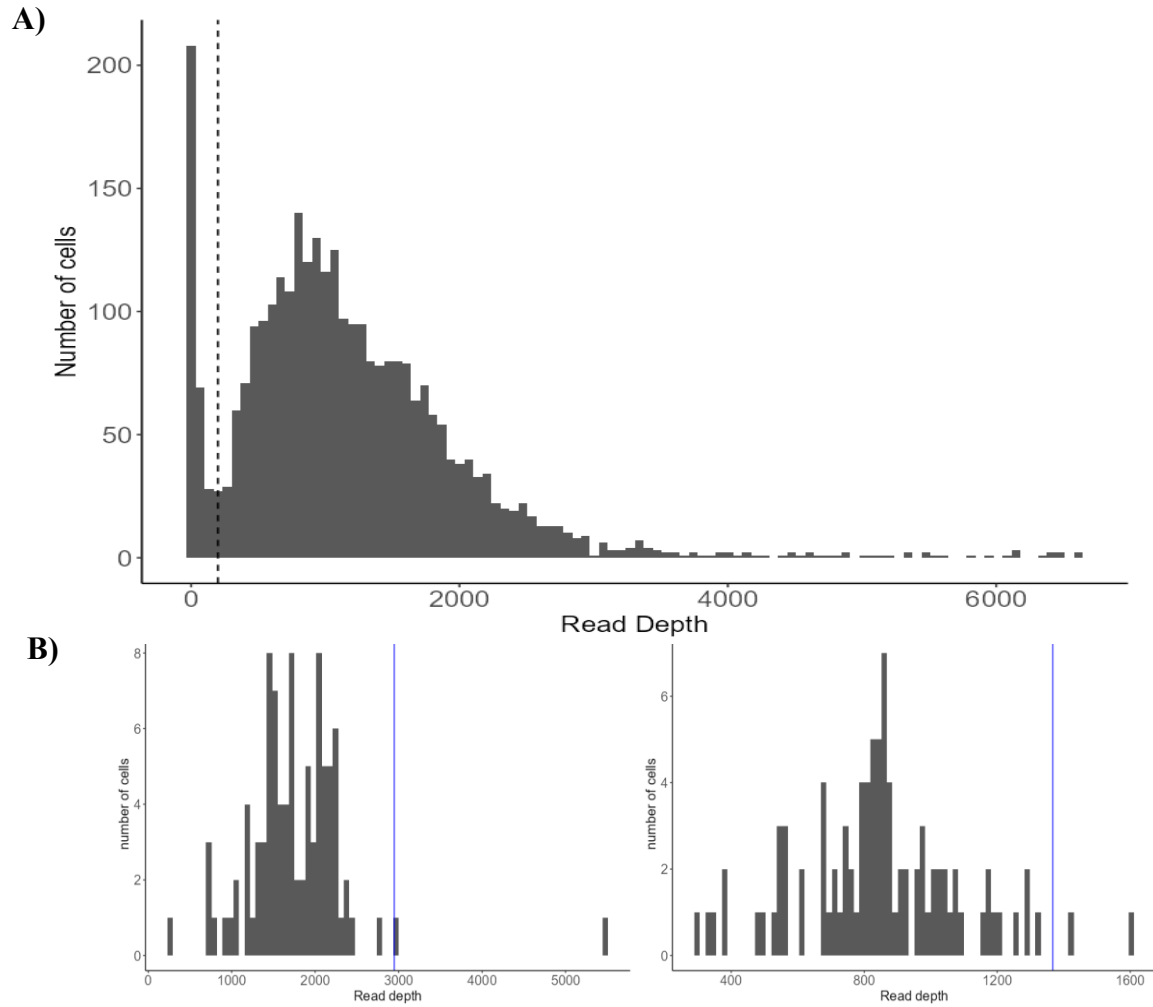 A)
200
150
100
50
0
Number of cells
0 2000 4000 6000
Read Depth
B)
8
6
4
2
0
number of cells
0 1000 2000 3000 4000 5000
Read depth
6
4
2
0
number of cells
400 800 1200 1600
Read depth